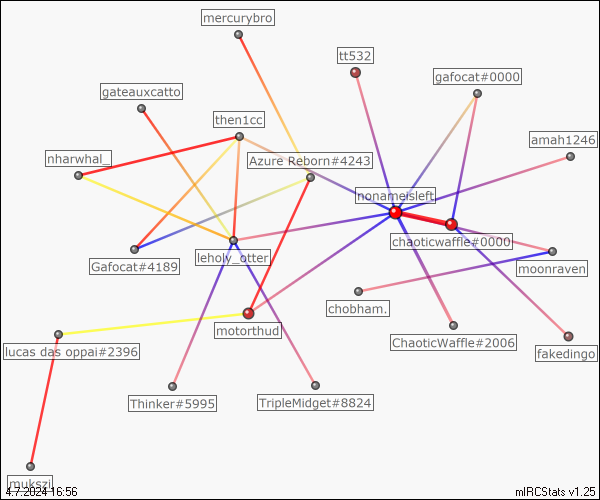 mercurybro
tt532
gafocat#0000
gateauxcatto
then1cc
amah1246
nharwhal_
Azure Reborn#4243
nonameisleft
chaoticwaffle#0000
leholy_otter
Gafocat#4189
moonraven
chobham.
motorthud
ChaoticWaffle#2006
lucas das oppai#2396
fakedingo
Thinker#5995
TripleMidget#8824
mukszi
4.7.2024 16:56
mIRCStats v1.25